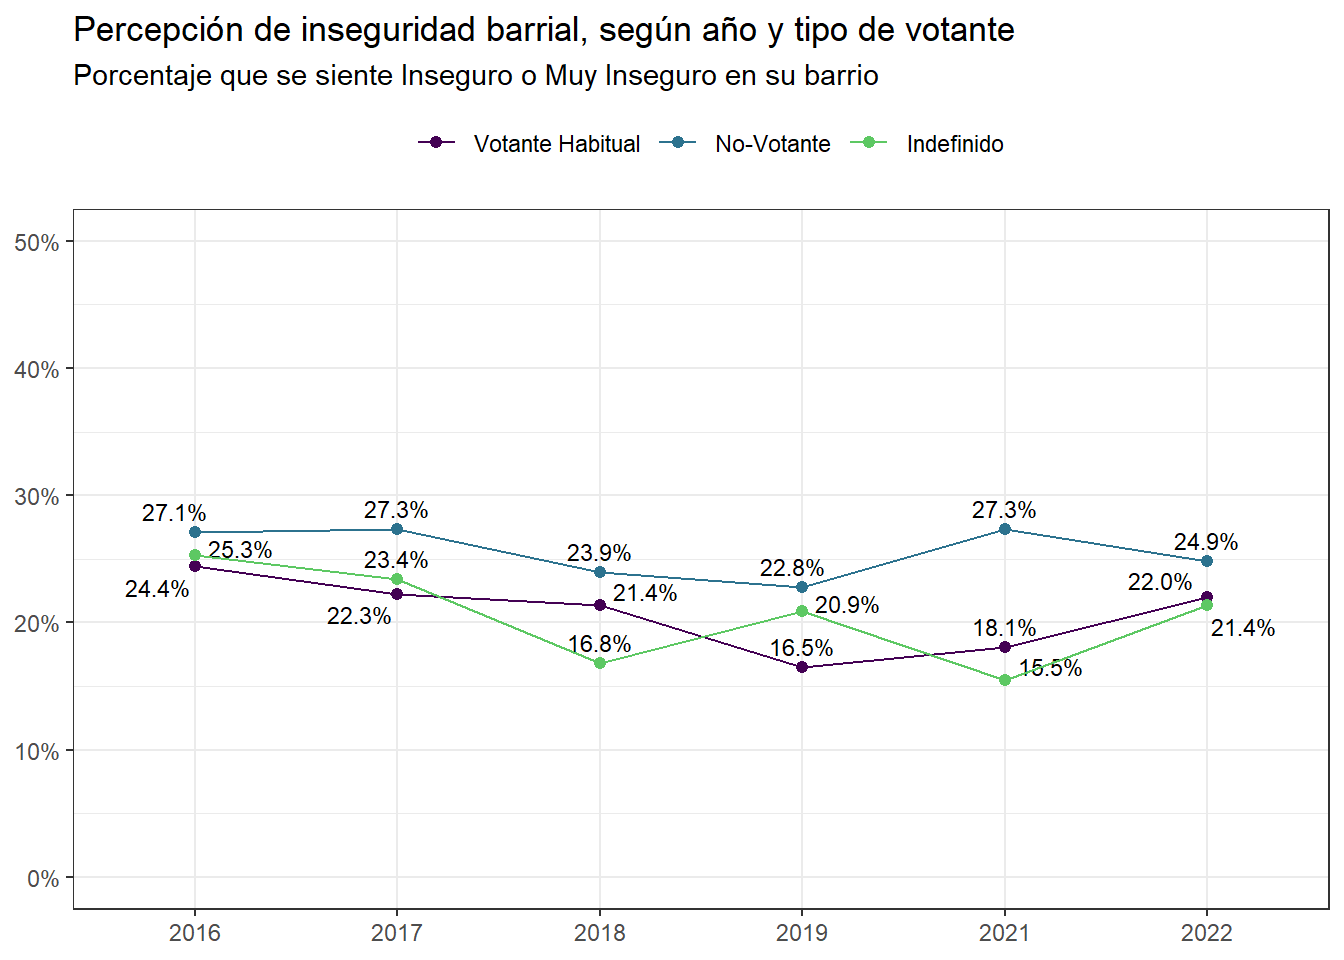 Percepción de inseguridad barrial, según año y tipo de votante
Porcentaje que se siente Inseguro o Muy Inseguro en su barrio
Votante Habitual No-Votante Indefinido
50%
40%
30%
27.1% 27.3% 27.3%
25.3% 23.4% 23.9% 22.8% 24.9%
24.4% 22.3% 21.4% 20.9% 22.0%
20%
16.8% 16.5% 18.1% 21.4%
15.5%
10%
0%
2016 2017 2018 2019 2021 2022